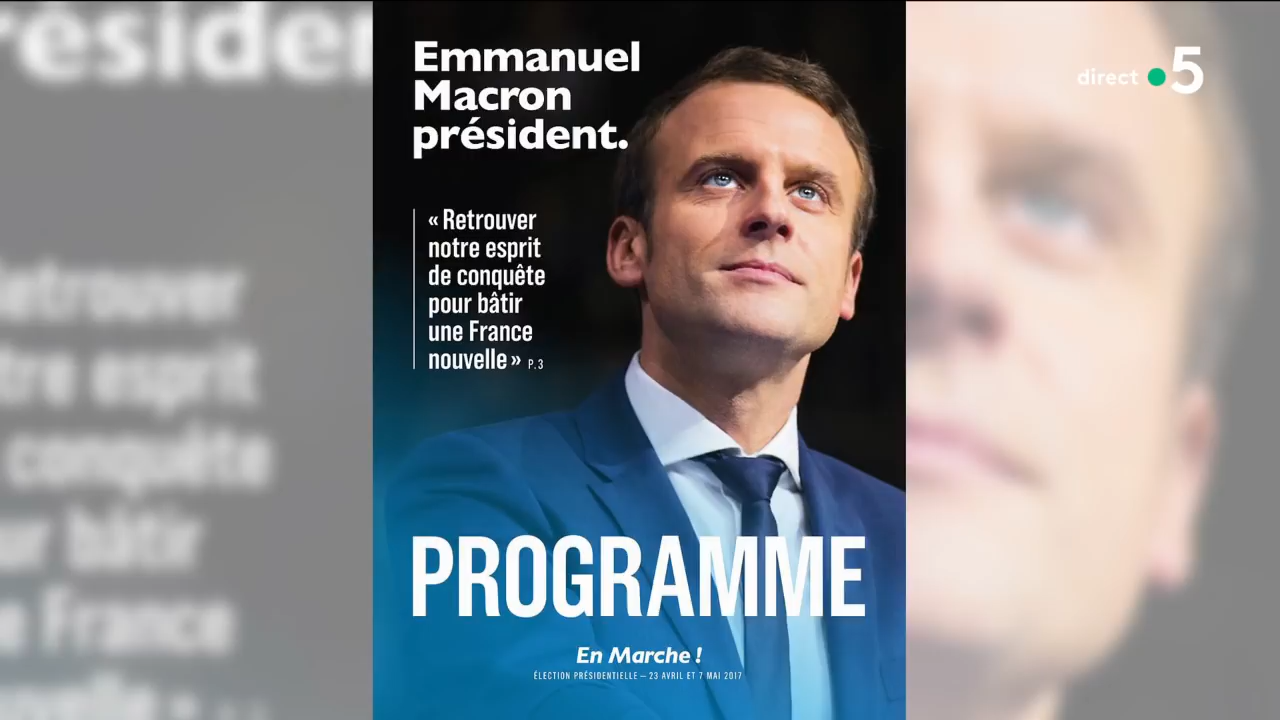 Emmanuel
Macron
président.
« Retrouver
notre esprit
de conquête
pour bâtir
une France
nouvelle » P.3
PROGRAMME
En Marche !
ÉLECTION PRÉSIDENTIELLE – 23 AVRIL ET 7 MAI 2017
direct 5